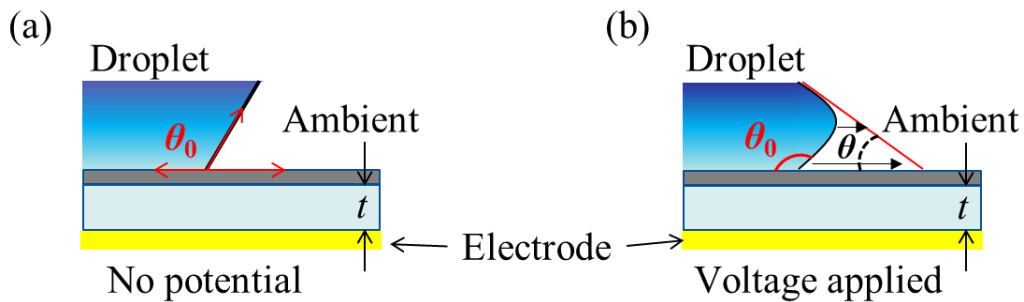 (a)
Droplet
Ambient
θ₀
t
No potential
Electrode
(b)
Droplet
Ambient
θ₀
θ
t
Voltage applied